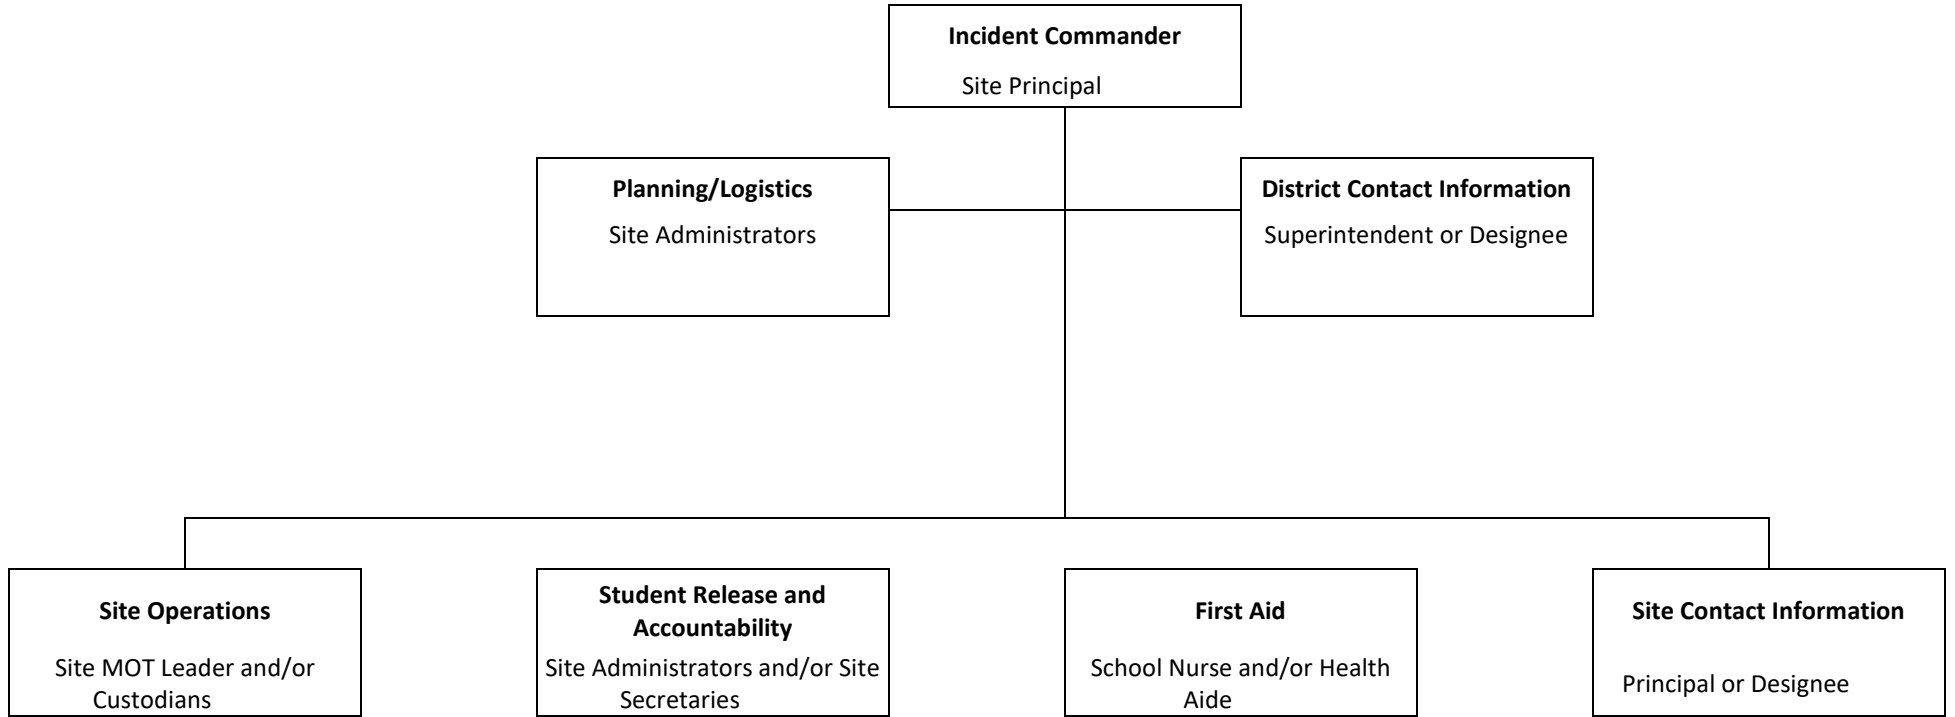 Incident Commander
Site Principal
Planning/Logistics
Site Administrators
District Contact Information
Superintendent or Designee
Site Operations
Site MOT Leader and/or
Custodians
Student Release and
Accountability
Site Administrators and/or Site
Secretaries
First Aid
School Nurse and/or Health
Aide
Site Contact Information
Principal or Designee